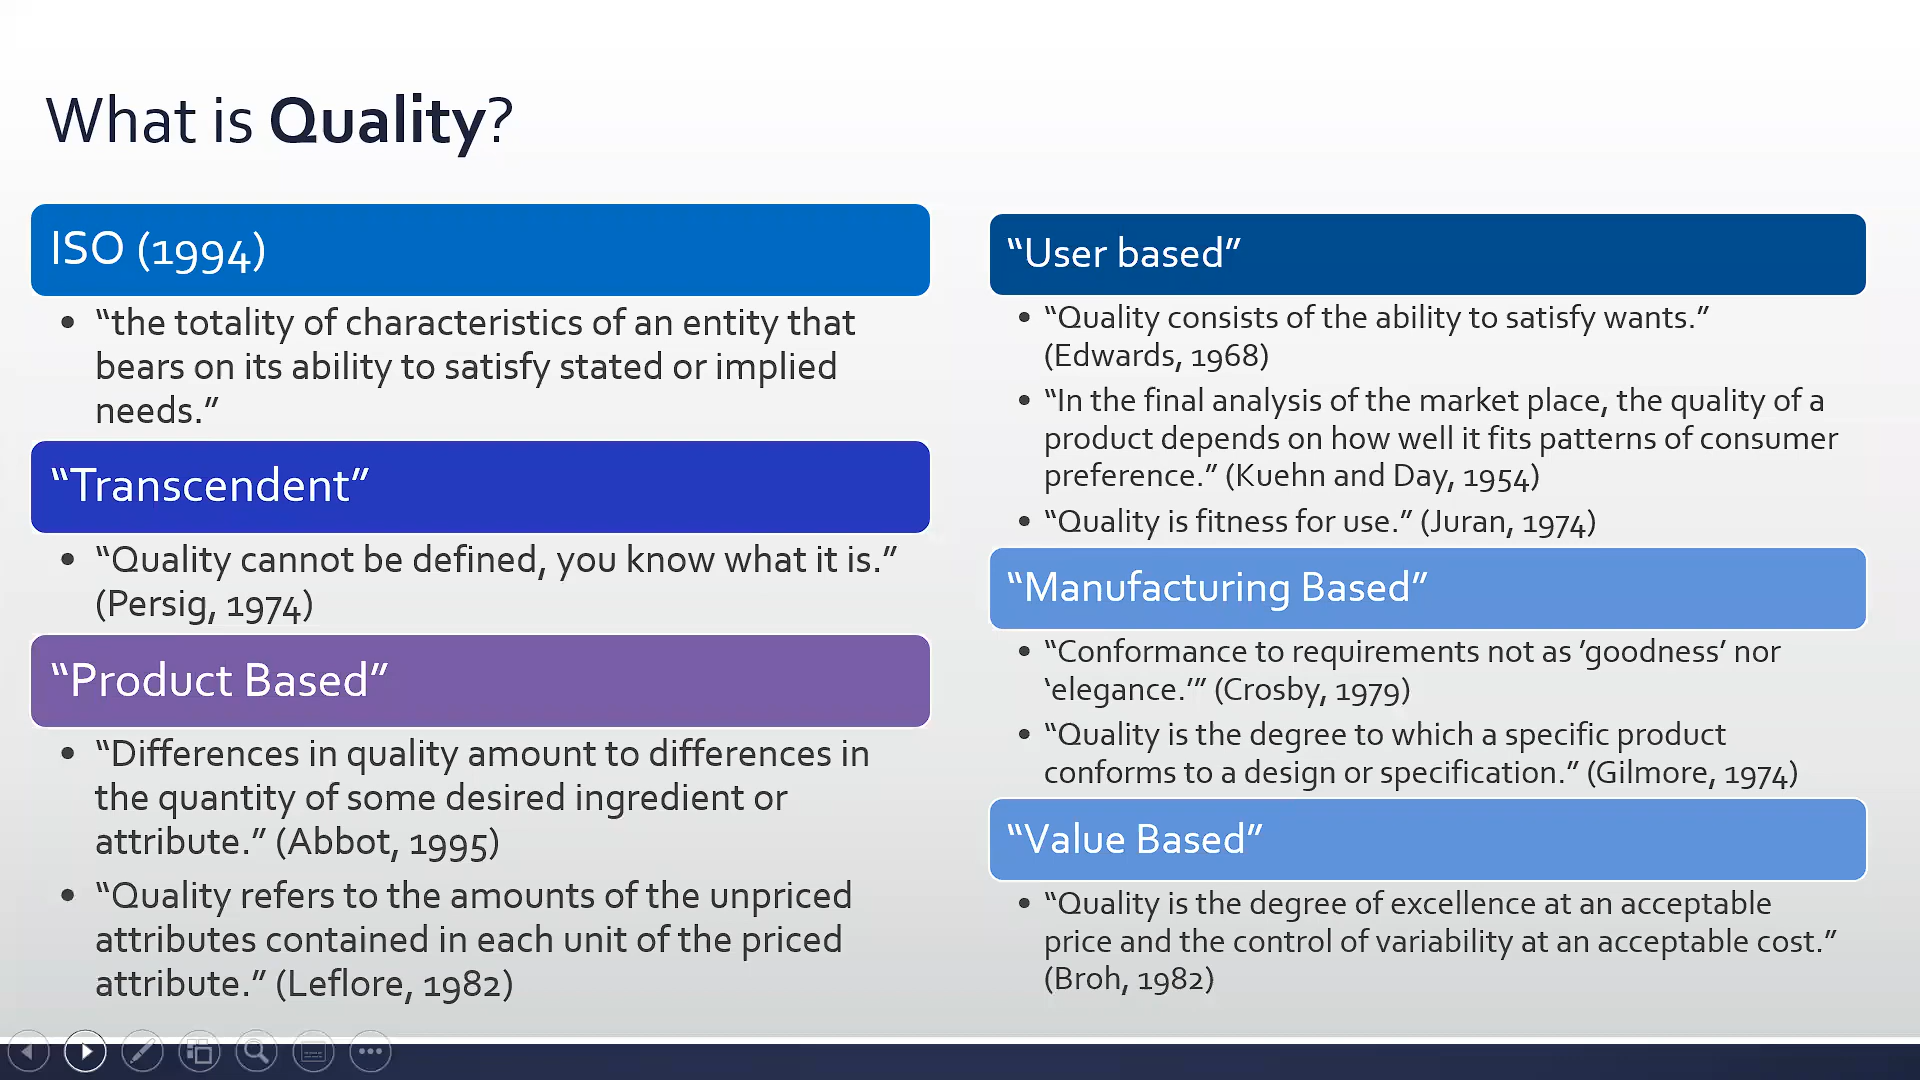 What is Quality?
ISO (1994)
• “the totality of characteristics of an entity that
bears on its ability to satisfy stated or implied
needs.”
“Transcendent”
• “Quality cannot be defined, you know what it is.”
(Persig, 1974)
“Product Based”
• “Differences in quality amount to differences in
the quantity of some desired ingredient or
attribute.” (Abbot, 1995)
• “Quality refers to the amounts of the unpriced
attributes contained in each unit of the priced
attribute.” (Leflore, 1982)
“User based”
• “Quality consists of the ability to satisfy wants.”
(Edwards, 1968)
• “In the final analysis of the market place, the quality of a
product depends on how well it fits patterns of consumer
preference.” (Kuehn and Day, 1954)
• “Quality is fitness for use.” (Juran, 1974)
“Manufacturing Based”
• “Conformance to requirements not as ’goodness’ nor
‘elegance.’” (Crosby, 1979)
• “Quality is the degree to which a specific product
conforms to a design or specification.” (Gilmore, 1974)
“Value Based”
• “Quality is the degree of excellence at an acceptable
price and the control of variability at an acceptable cost.”
(Broh, 1982)